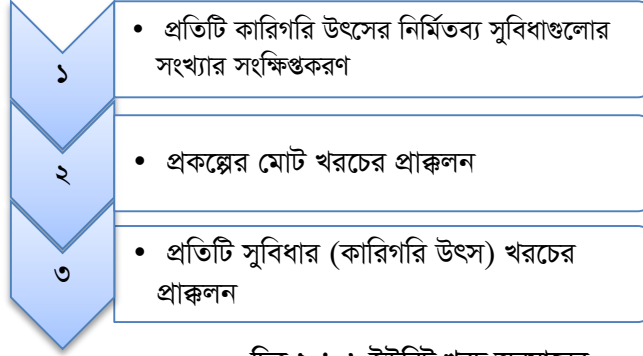 ১
• প্রতিটি কারিগরি উৎসের নির্মিতব্য সুবিধাগুলোর
সংখ্যার সংক্ষিপ্তকরণ
২
• প্রকল্পের মোট খরচের প্রাক্কলন
৩
• প্রতিটি সুবিধার (কারিগরি উৎস) খরচের
প্রাক্কলন